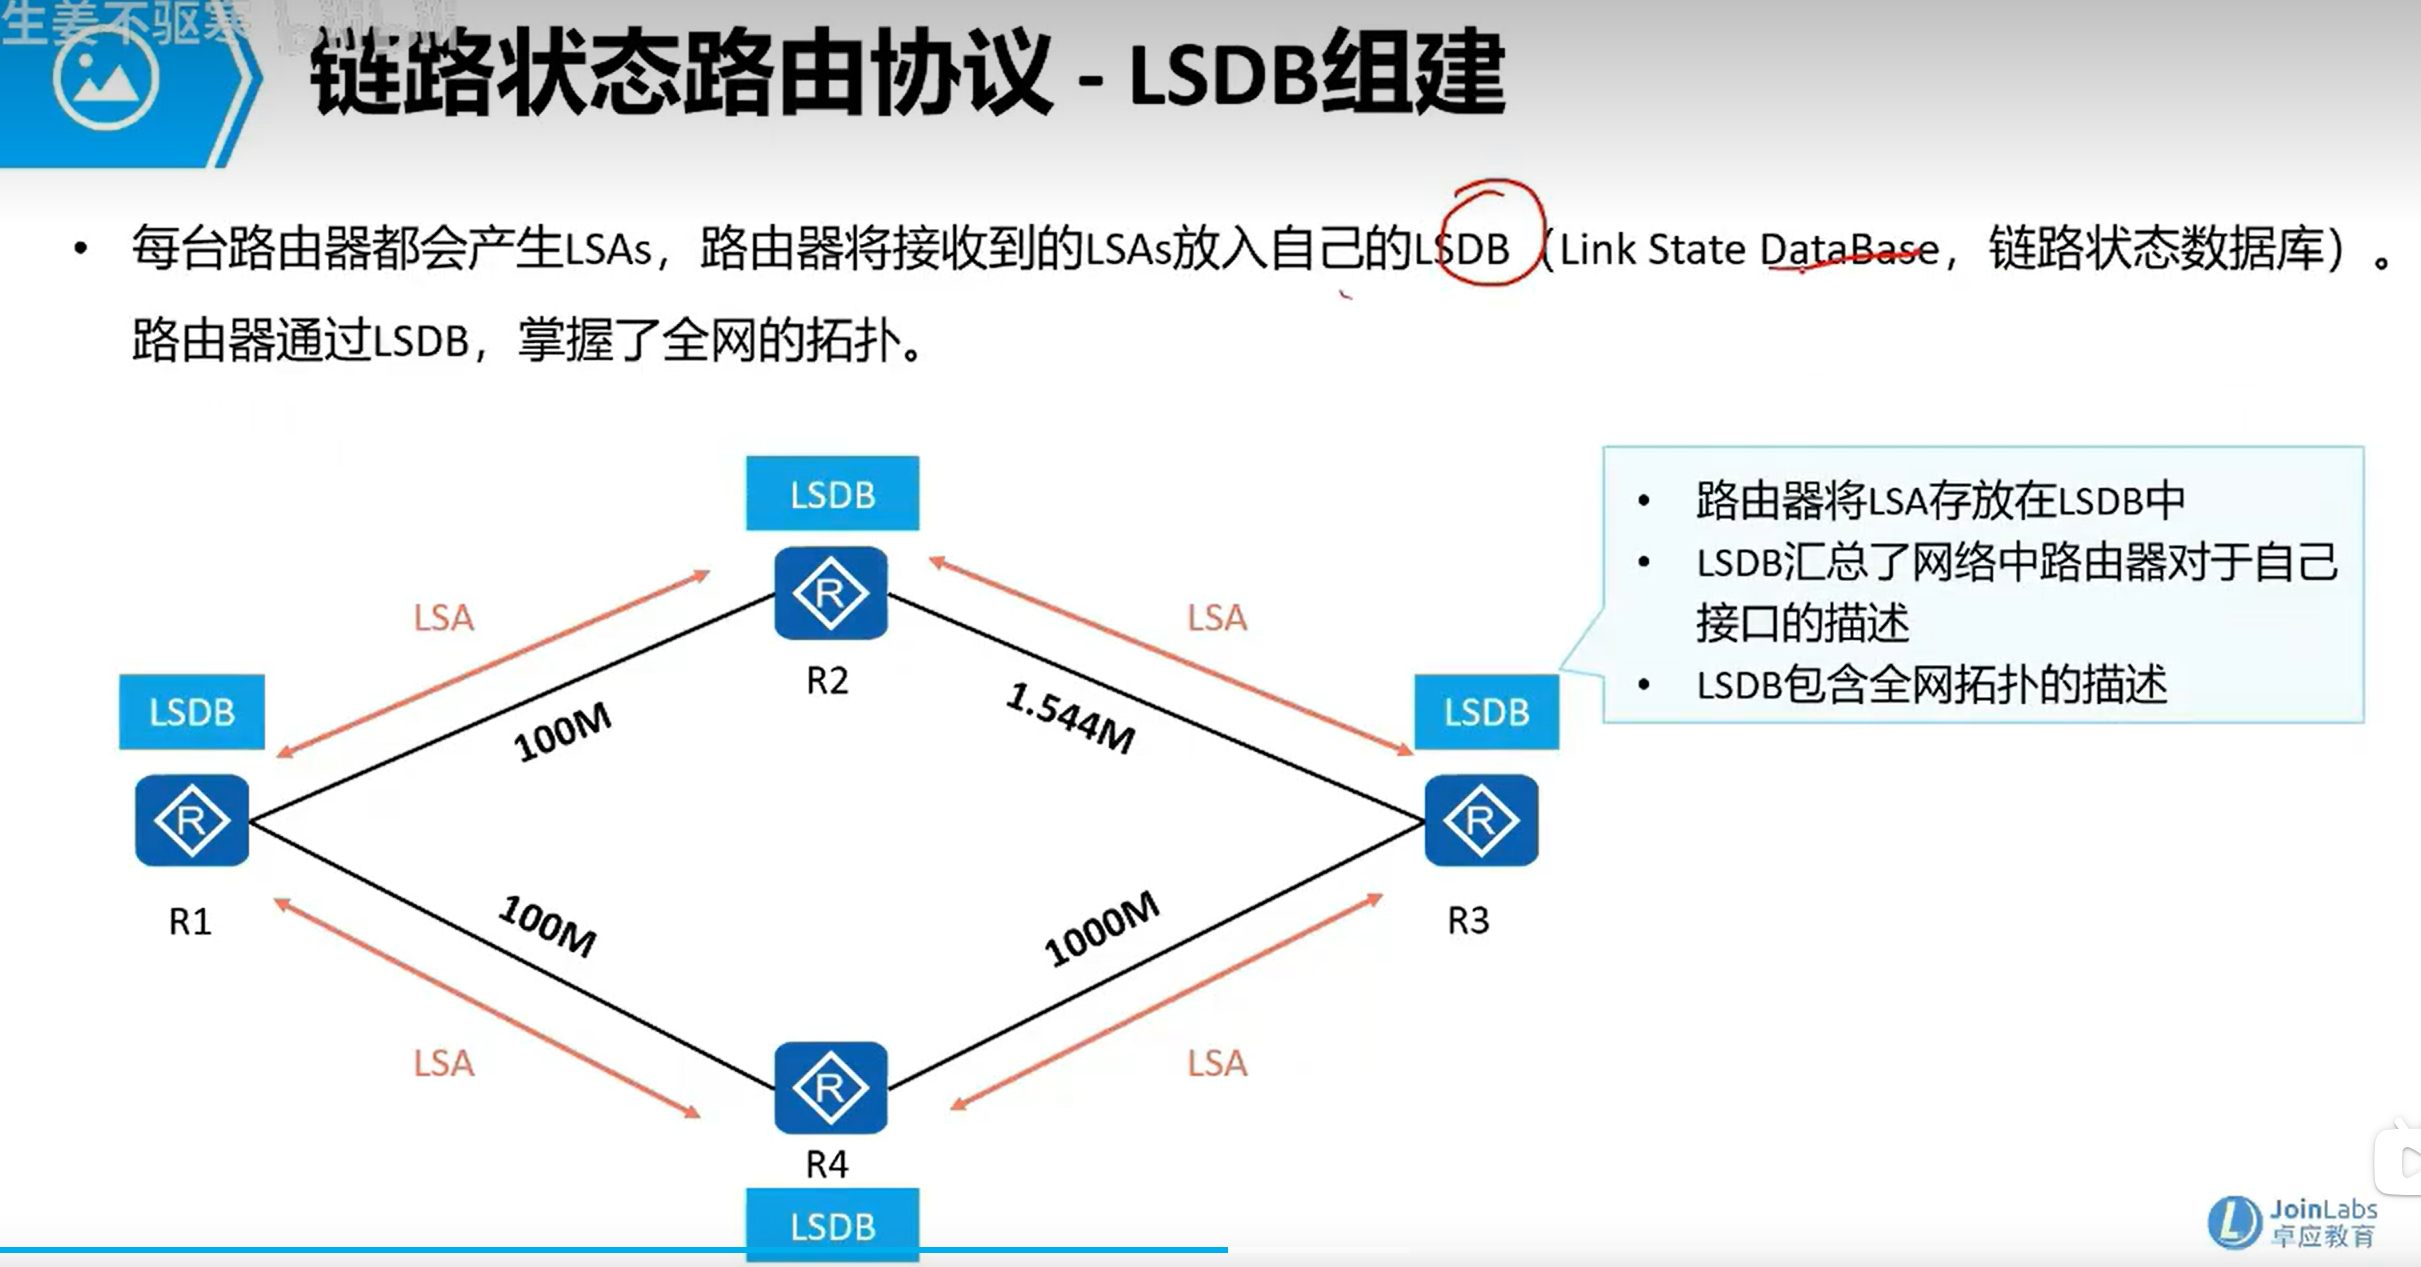 生姜不驱寒
链路状态路由协议 - LSDB组建
• 每台路由器都会产生LSAs，路由器将接收到的LSAs放入自己的LSDB（Link State DataBase，链路状态数据库）。
路由器通过LSDB，掌握了全网的拓扑。
LSDB
• 路由器将LSA存放在LSDB中
• LSDB汇总了网络中路由器对于自己
接口的描述
• LSDB包含全网拓扑的描述
LSA
LSA
R
R2
LSDB
100M
1.544M
LSDB
R
R1
R
R3
100M
1000M
LSA
LSA
R
R4
LSDB
JoinLabs
卓应教育